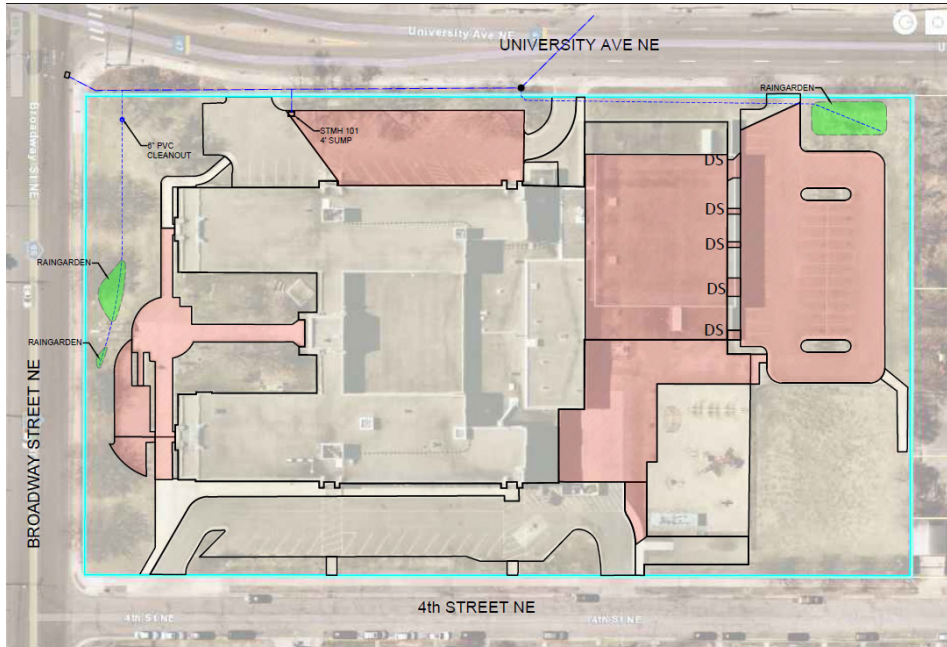 University Ave NE
UNIVERSITY AVE NE
RAINGARDEN
STMH 101
4' SUMP
6" PVC
CLEANOUT
Broadway St NE
DS
DS
DS
DS
DS
RAINGARDEN
RAINGARDEN
BROADWAY STREET NE
4th STREET NE
4th St NE
4th St NE